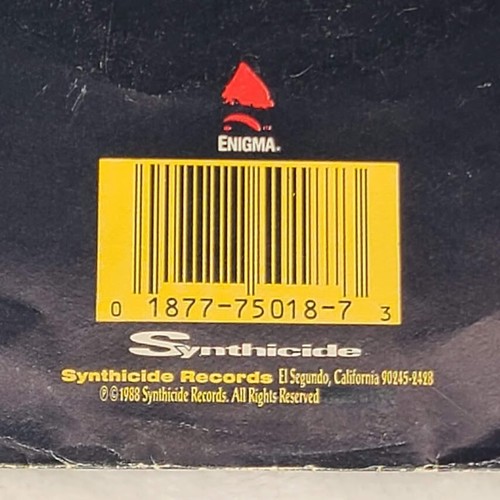 ENIGMA.
0 1877-75018-7 3
Synthicide
Synthicide Records El Segundo, California 90245-2428
℗ © 1988 Synthicide Records. All Rights Reserved